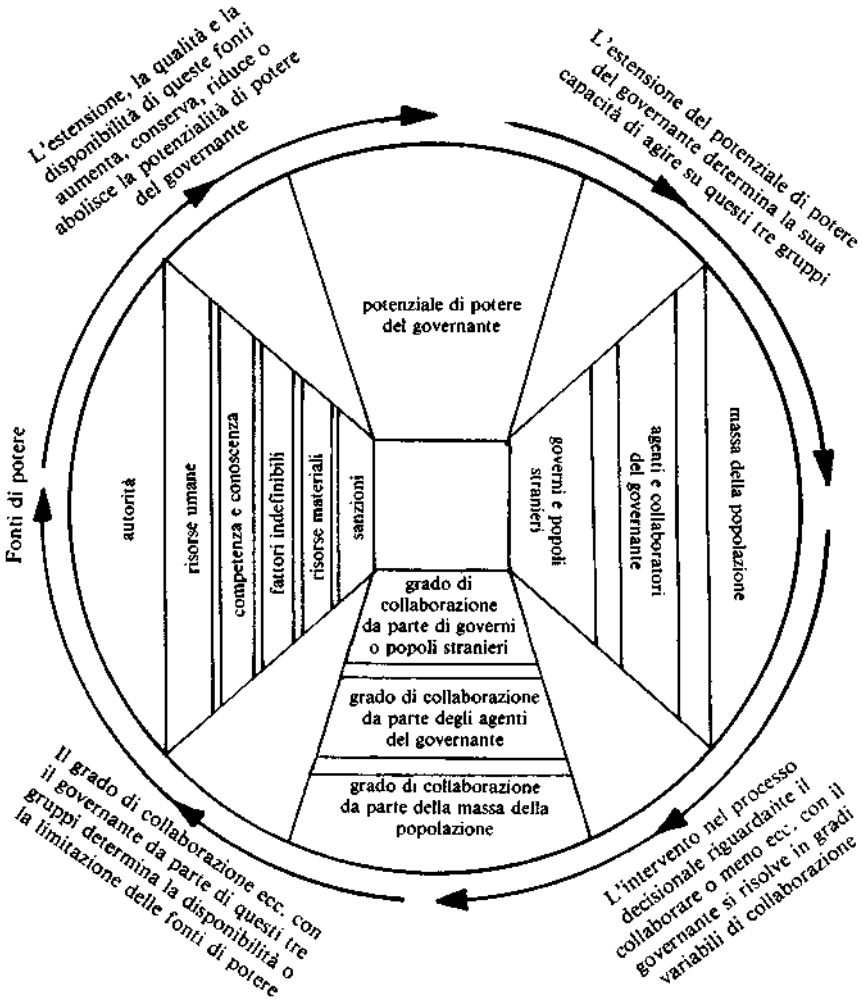 L'estensione, la qualità e la
disponibilità di queste fonti
aumenta, conserva, riduce o
abolisce la potenzialità di potere
del governante
L'estensione del potenziale di potere
del governante determina la sua
capacità di agire su questi tre gruppi
potenziale di potere
del governante
Fonti di potere
autorità
risorse umane
competenza e conoscenza
fattori indefinibili
risorse materiali
sanzioni
governi e popoli
stranieri
agenti e collaboratori
del governante
massa della popolazione
grado di
collaborazione
da parte di governi
o popoli stranieri
grado di collaborazione
da parte degli agenti
del governante
grado di collaborazione
da parte della massa della
popolazione
Il grado di collaborazione ecc. con
il governante da parte di questi tre
gruppi determina la disponibilità o
la limitazione delle fonti di potere
L'intervento nel processo
decisionale riguardante il
collaborare o meno ecc. con il
governante si risolve in gradi
variabili di collaborazione